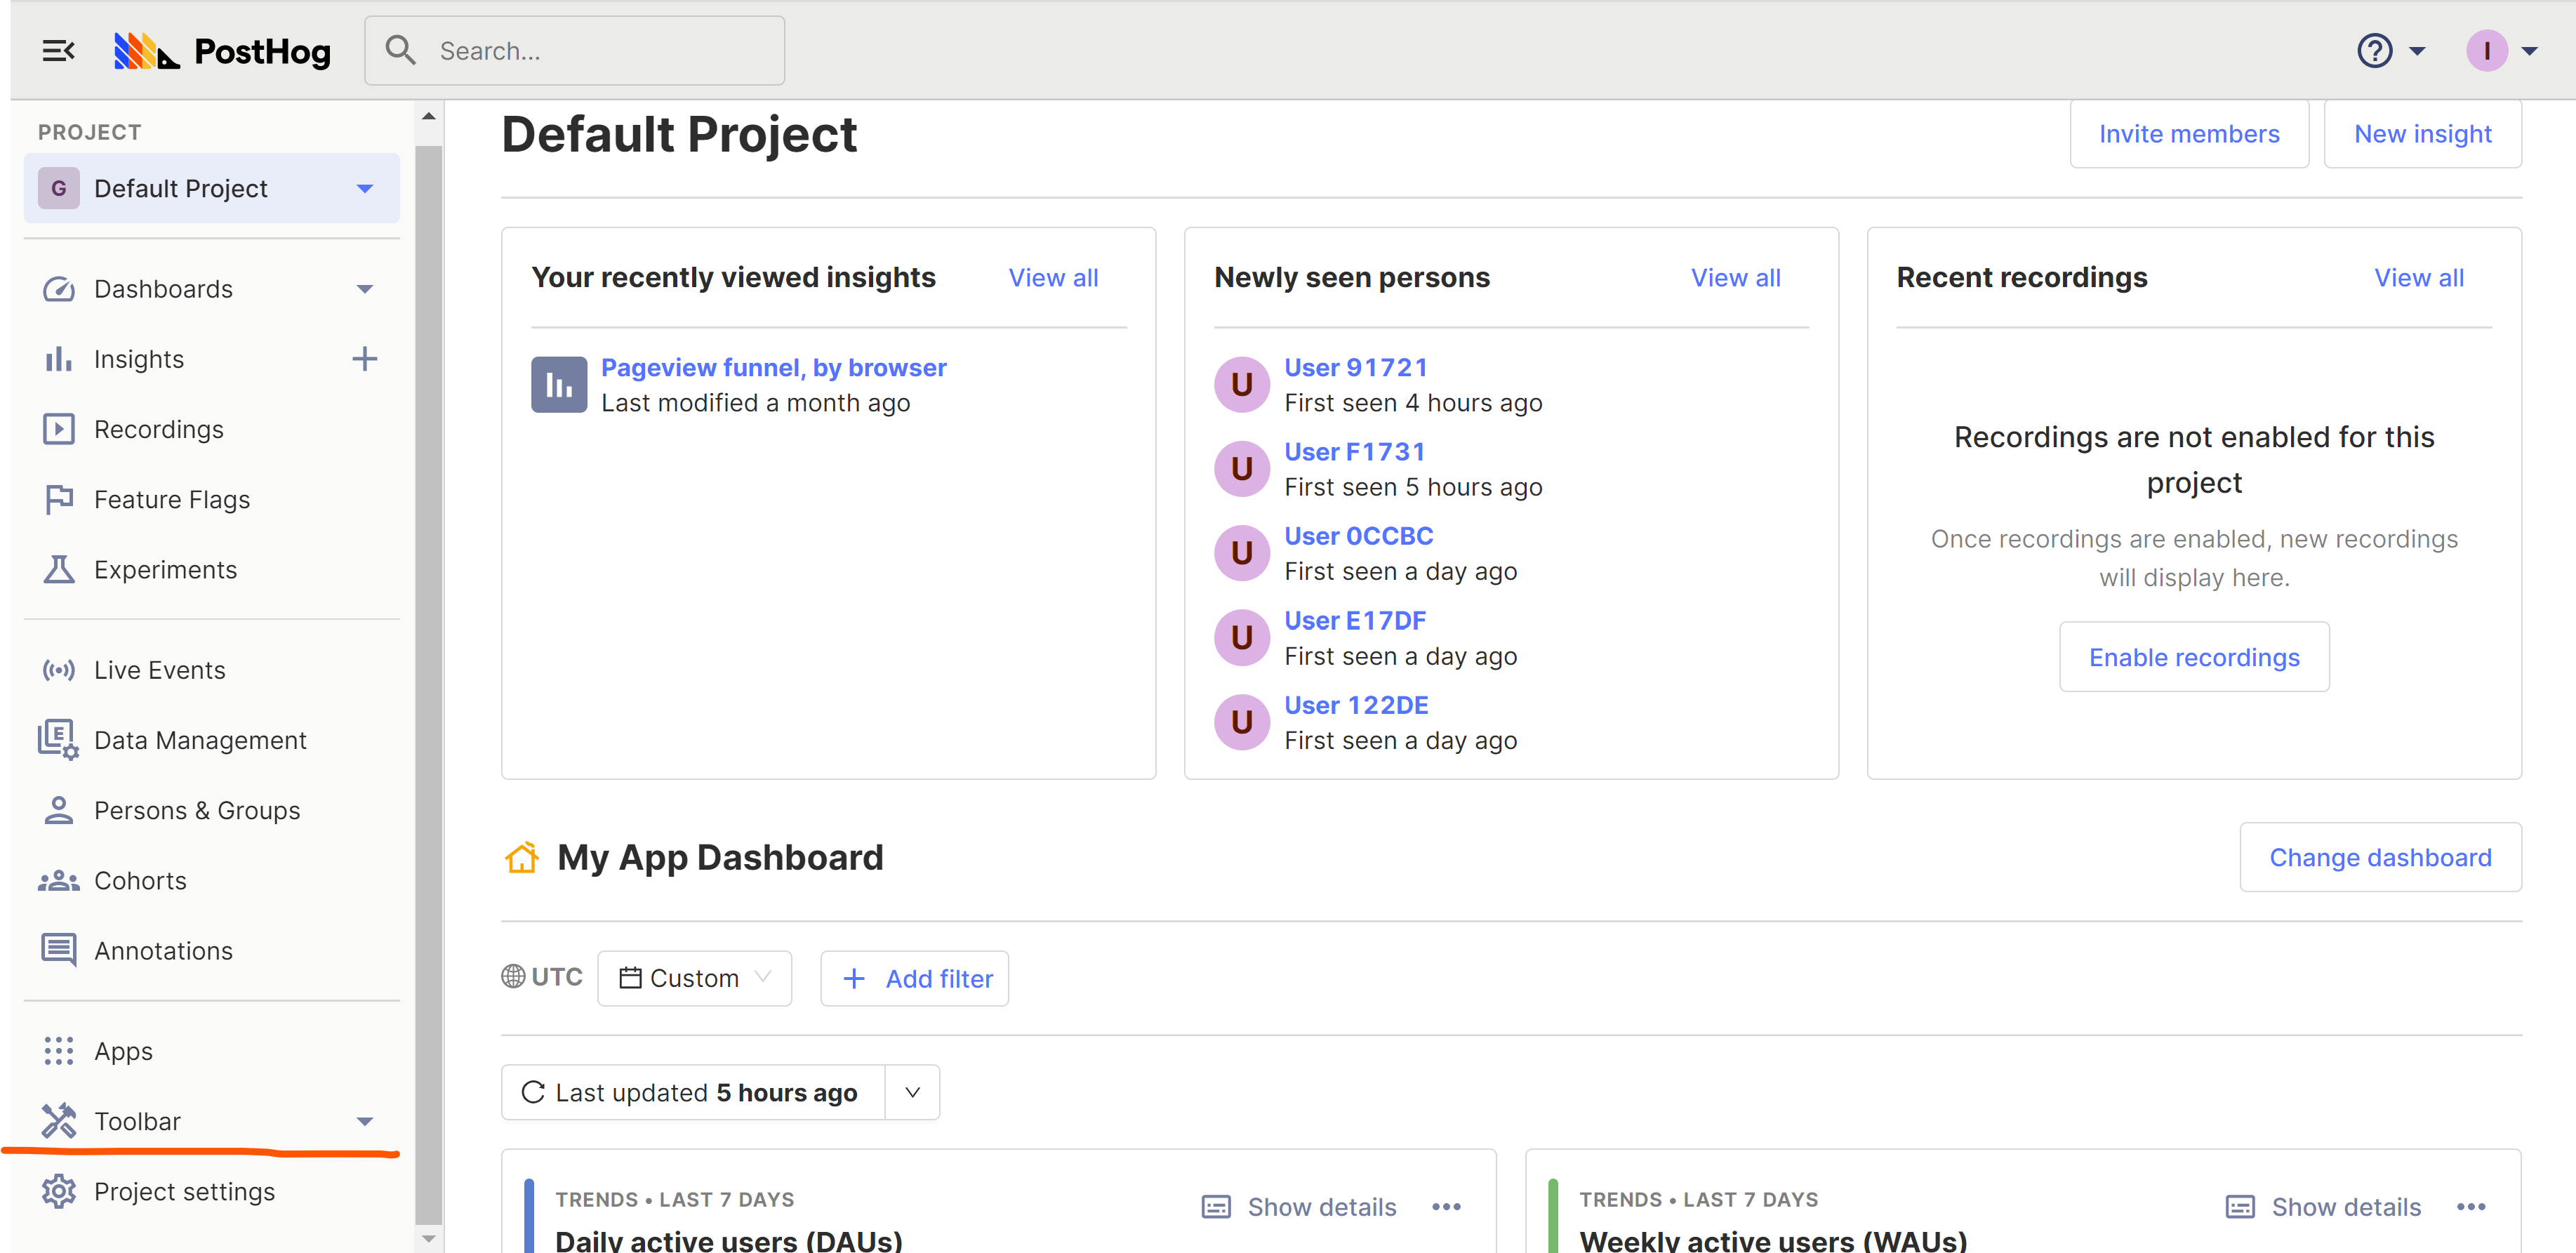 PostHog
Search...
I
PROJECT
G Default Project
Dashboards
Insights
Recordings
Feature Flags
Experiments
Live Events
Data Management
Persons & Groups
Cohorts
Annotations
Apps
Toolbar
Project settings
Default Project
Invite members
New insight
Your recently viewed insights
View all
Pageview funnel, by browser
Last modified a month ago
Newly seen persons
View all
U
User 91721
First seen 4 hours ago
U
User F1731
First seen 5 hours ago
U
User 0CCBC
First seen a day ago
U
User E17DF
First seen a day ago
U
User 122DE
First seen a day ago
Recent recordings
View all
Recordings are not enabled for this
project
Once recordings are enabled, new recordings
will display here.
Enable recordings
My App Dashboard
Change dashboard
UTC
Custom
Add filter
Last updated 5 hours ago
TRENDS • LAST 7 DAYS
Show details
Daily active users (DAUs)
TRENDS • LAST 7 DAYS
Show details
Weekly active users (WAUs)